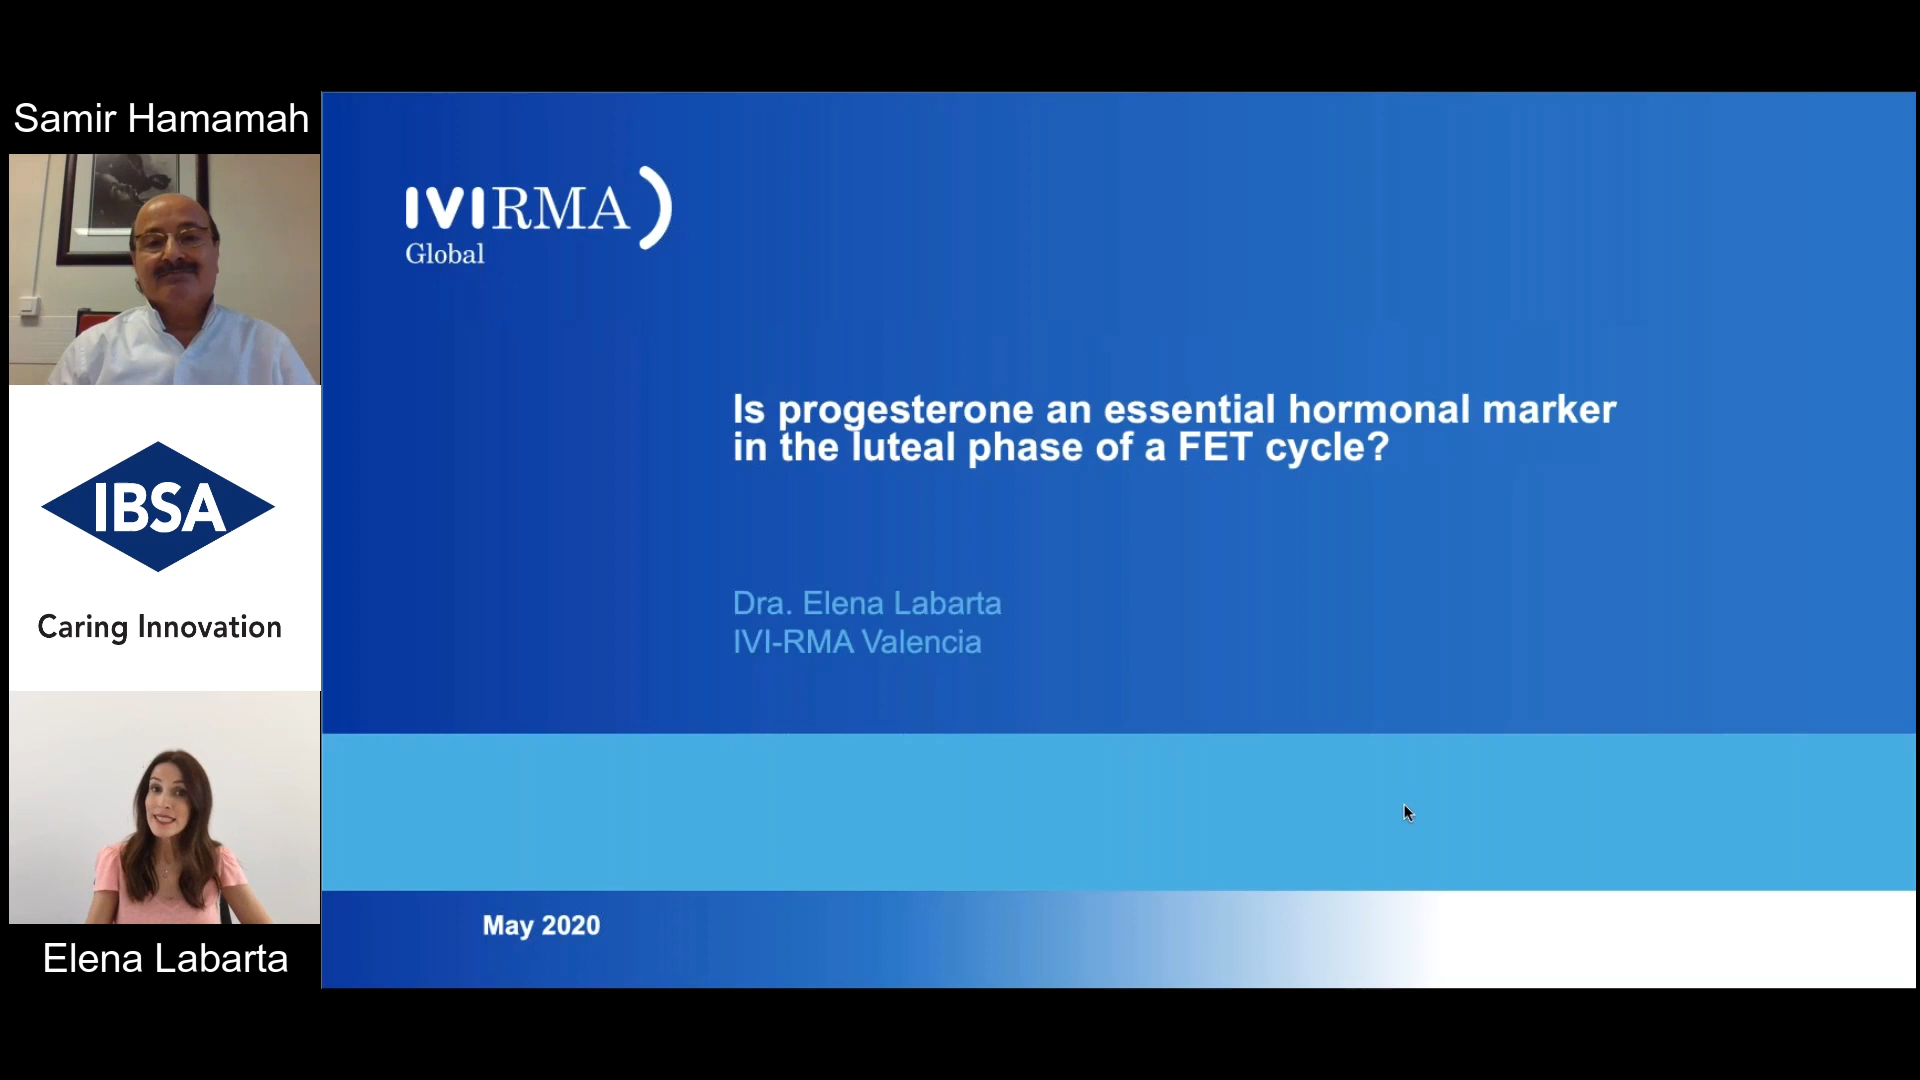 Samir Hamamah
IBSA
Caring Innovation
Elena Labarta
IVIRMA
Global
Is progesterone an essential hormonal marker
in the luteal phase of a FET cycle?
Dra. Elena Labarta
IVI-RMA Valencia
May 2020